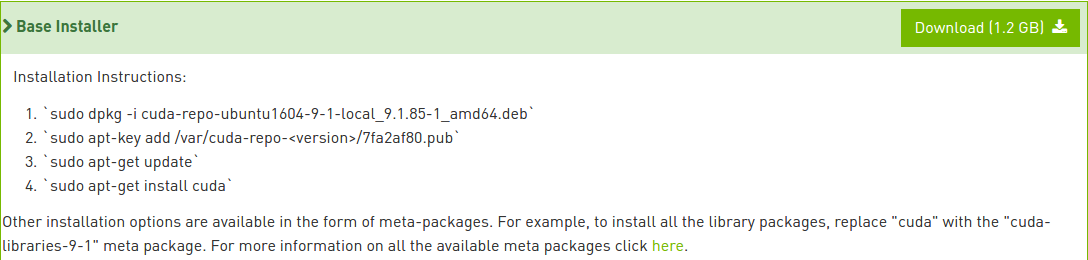 Base Installer
Download (1.2 GB)
Installation Instructions:
1. `sudo dpkg -i cuda-repo-ubuntu1604-9-1-local_9.1.85-1_amd64.deb`
2. `sudo apt-key add /var/cuda-repo-<version>/7fa2af80.pub`
3. `sudo apt-get update`
4. `sudo apt-get install cuda`
Other installation options are available in the form of meta-packages. For example, to install all the library packages, replace "cuda" with the "cuda-
libraries-9-1" meta package. For more information on all the available meta packages click here.